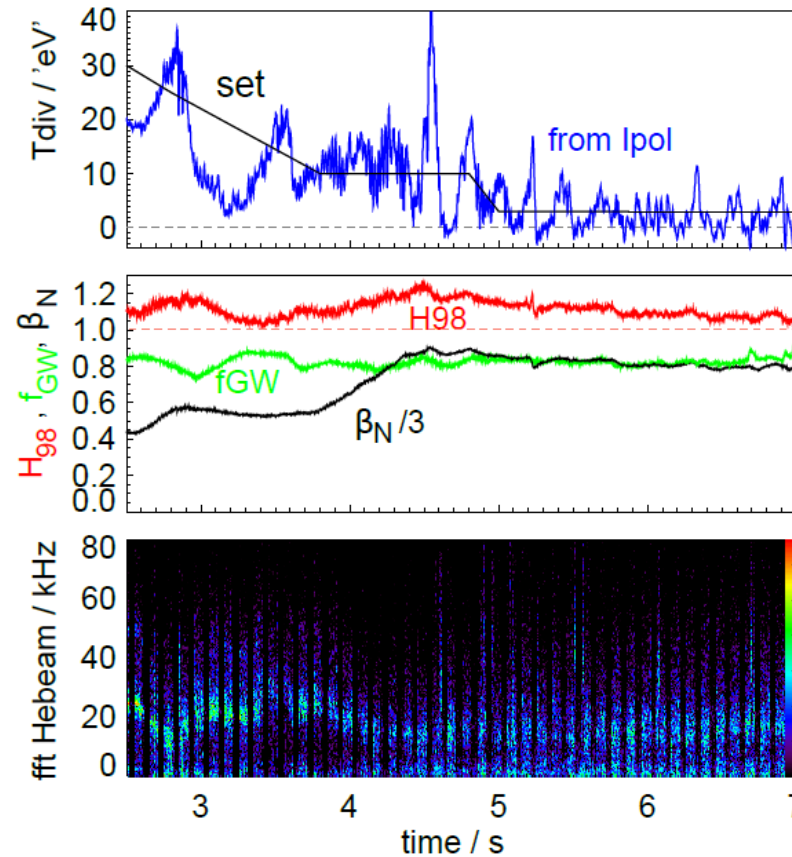 Tdiv / 'eV'
40
30
20
10
0
set
from Ipol
H98 , fGW, βN
1.2
1.0
0.8
0.6
0.4
0.2
0.0
H98
fGW
βN/3
fft Hebeam / kHz
80
60
40
20
0
3 4 5 6 7
time / s